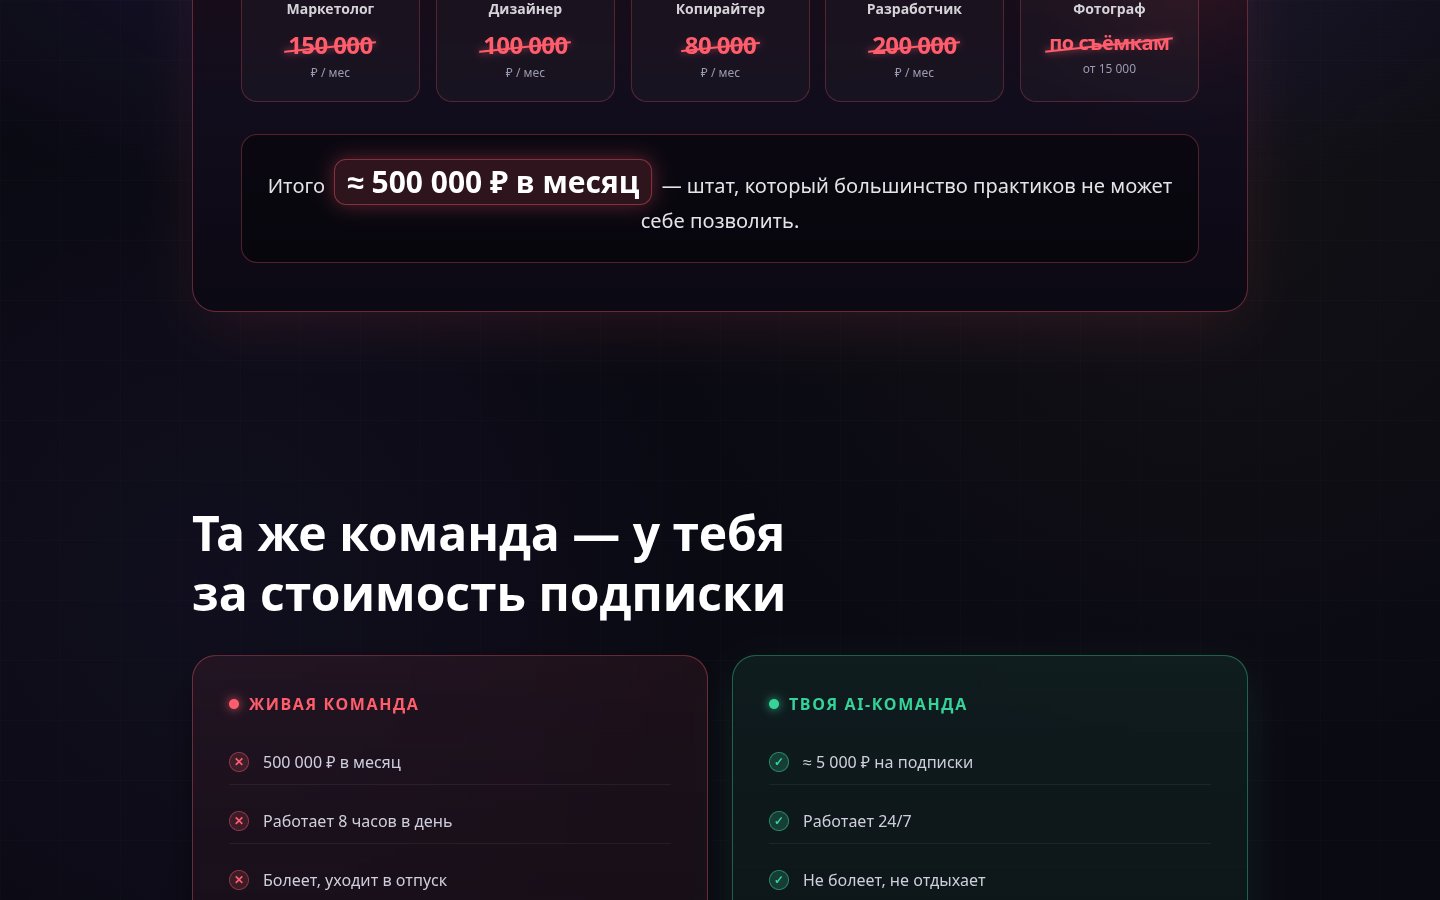 Маркетолог
150 000
₽ / мес
Дизайнер
100 000
₽ / мес
Копирайтер
80 000
₽ / мес
Разработчик
200 000
₽ / мес
Фотограф
по съёмкам
от 15 000
Итого ≈ 500 000 ₽ в месяц — штат, который большинство практиков не может
себе позволить.
Та же команда — у тебя
за стоимость подписки
ЖИВАЯ КОМАНДА
500 000 ₽ в месяц
Работает 8 часов в день
Болеет, уходит в отпуск
ТВОЯ AI-КОМАНДА
≈ 5 000 ₽ на подписки
Работает 24/7
Не болеет, не отдыхает